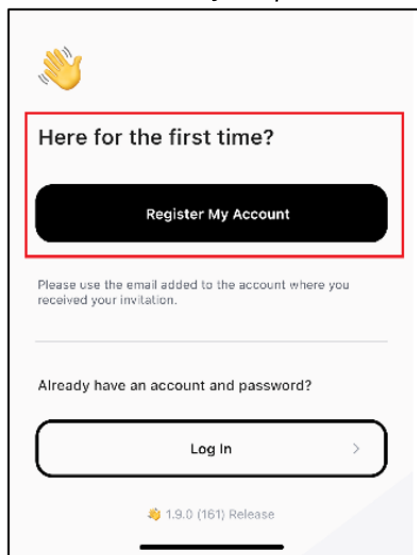 Here for the first time?
Register My Account
Please use the email added to the account where you
received your invitation.
Already have an account and password?
Log In
1.9.0 (161) Release